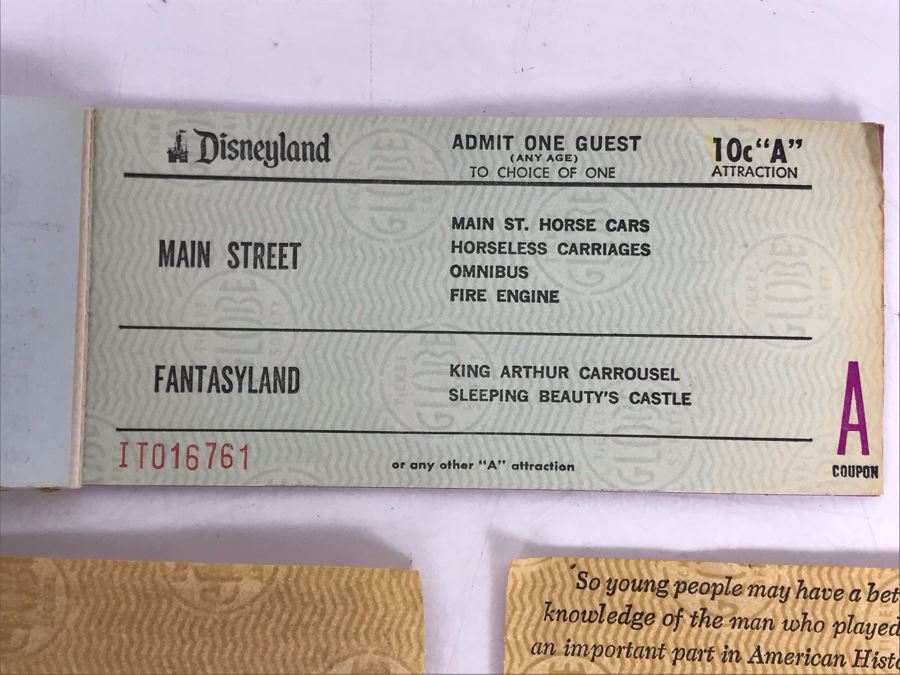 Disneyland
ADMIT ONE GUEST
(ANY AGE)
TO CHOICE OF ONE
10c "A"
ATTRACTION
MAIN STREET
MAIN ST. HORSE CARS
HORSELESS CARRIAGES
OMNIBUS
FIRE ENGINE
FANTASYLAND
KING ARTHUR CARROUSEL
SLEEPING BEAUTY'S CASTLE
A
COUPON
IT016761
or any other "A" attraction
GLOBE
So young people may have a bet
knowledge of the man who played
an important part in American Histo